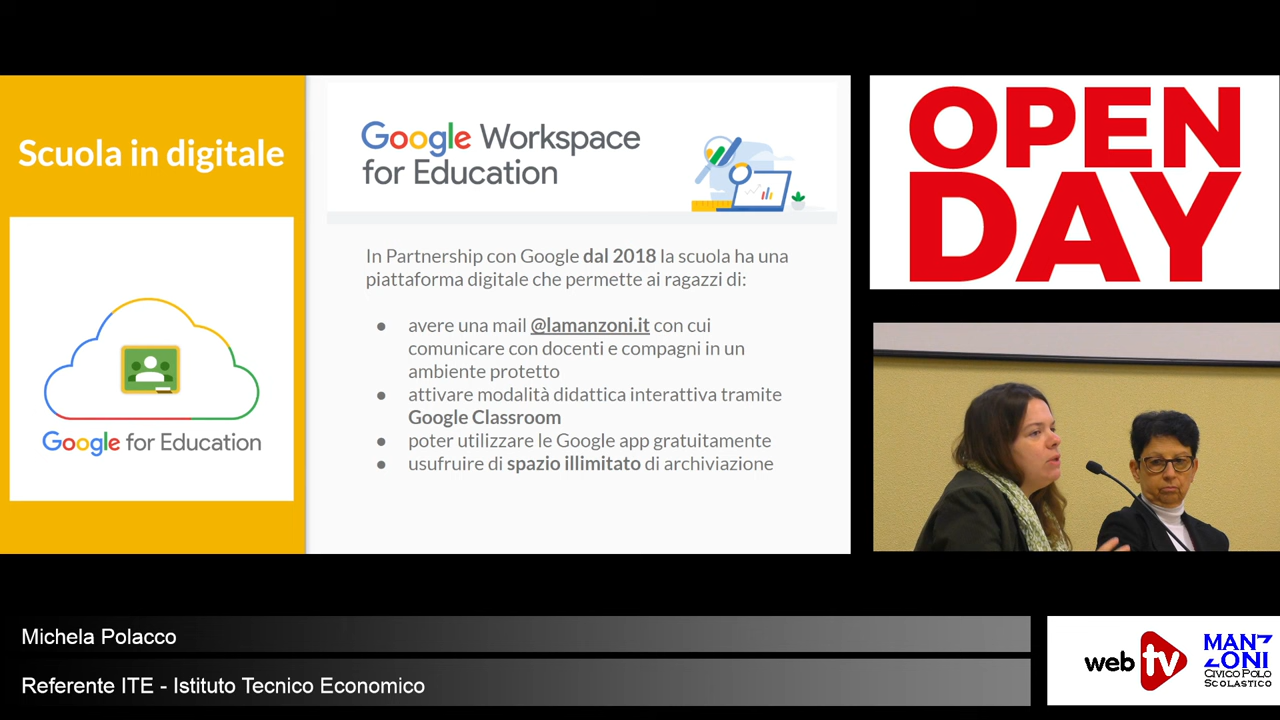 Scuola in digitale
Google for Education
Google Workspace
for Education
In Partnership con Google dal 2018 la scuola ha una
piattaforma digitale che permette ai ragazzi di:
● avere una mail @lamanzoni.it con cui
comunicare con docenti e compagni in un
ambiente protetto
● attivare modalità didattica interattiva tramite
Google Classroom
● poter utilizzare le Google app gratuitamente
● usufruire di spazio illimitato di archiviazione
OPEN
DAY
Michela Polacco
Referente ITE - Istituto Tecnico Economico
web tv
MANZ
ZONI
CIVICO POLO
SCOLASTICO